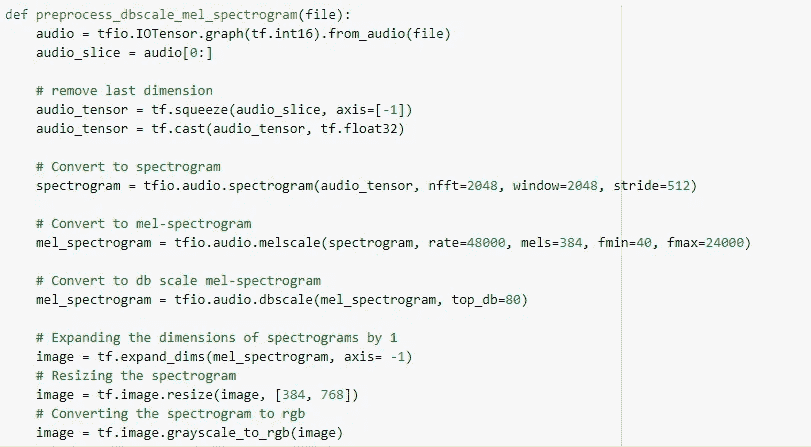 def preprocess_dbscale_mel_spectrogram(file):
    audio = tfio.IOTensor.graph(tf.int16).from_audio(file)
    audio_slice = audio[0:]

    # remove last dimension
    audio_tensor = tf.squeeze(audio_slice, axis=[-1])
    audio_tensor = tf.cast(audio_tensor, tf.float32)

    # Convert to spectrogram
    spectrogram = tfio.audio.spectrogram(audio_tensor, nfft=2048, window=2048, stride=512)

    # Convert to mel-spectrogram
    mel_spectrogram = tfio.audio.melscale(spectrogram, rate=48000, mels=384, fmin=40, fmax=24000)

    # Convert to db scale mel-spectrogram
    mel_spectrogram = tfio.audio.dbscale(mel_spectrogram, top_db=80)

    # Expanding the dimensions of spectrograms by 1
    image = tf.expand_dims(mel_spectrogram, axis= -1)
    # Resizing the spectrogram
    image = tf.image.resize(image, [384, 768])
    # Converting the spectrogram to rgb
    image = tf.image.grayscale_to_rgb(image)